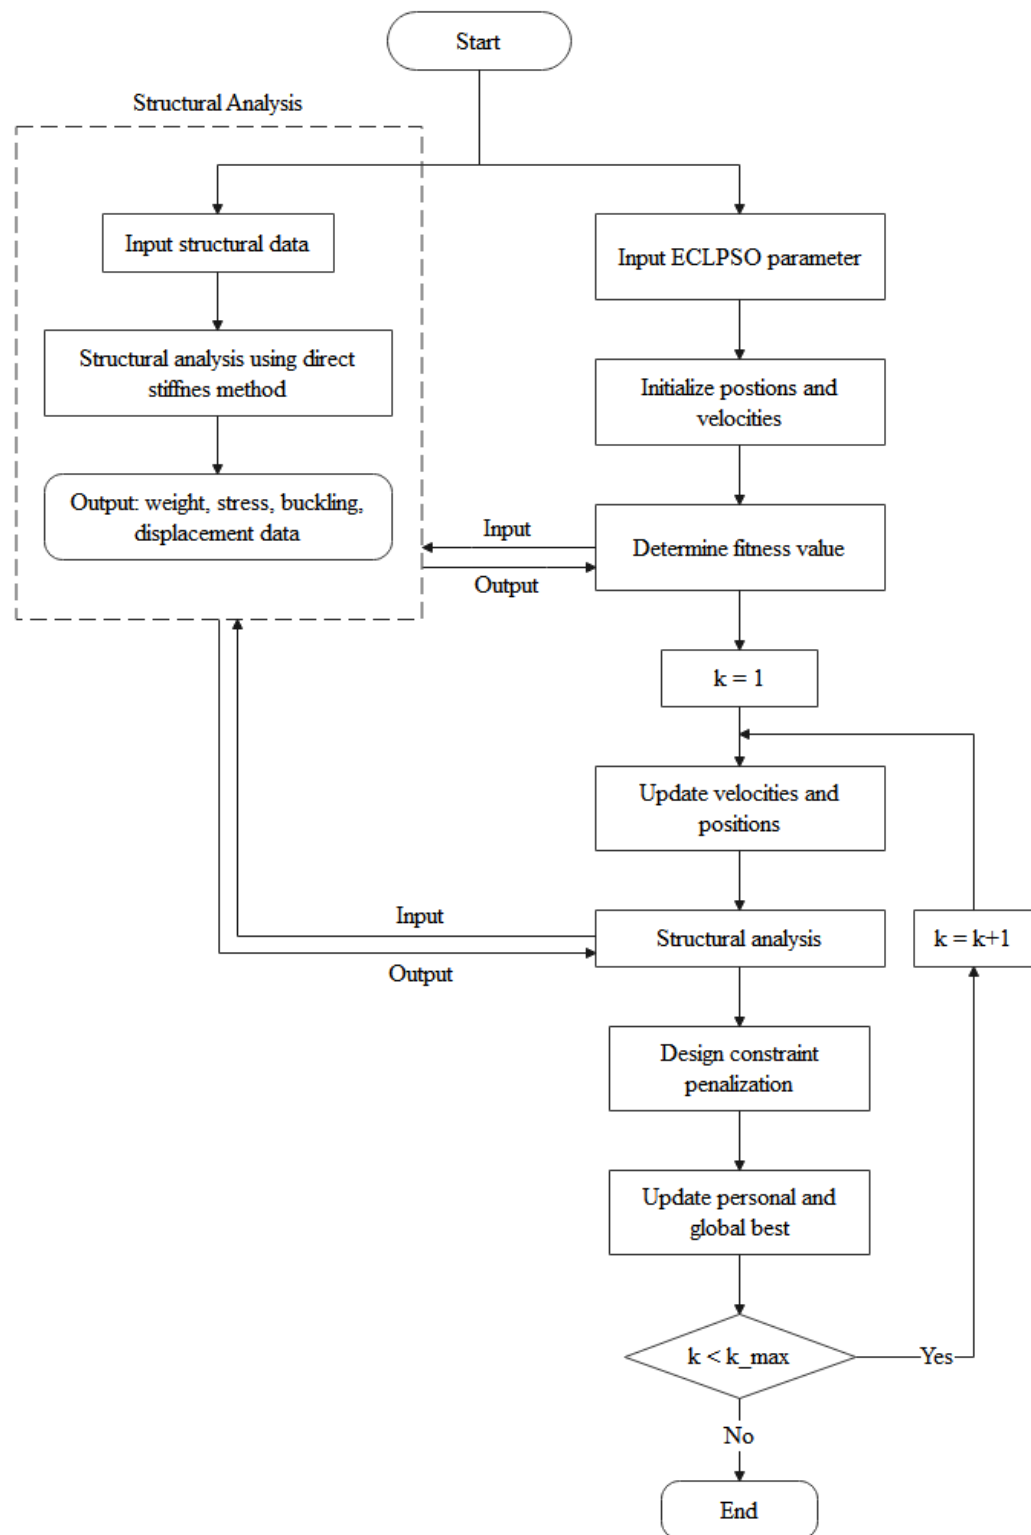 Start
Structural Analysis
Input structural data
Structural analysis using direct
stiffnes method
Output: weight, stress, buckling,
displacement data
Input ECLPSO parameter
Initialize postions and
velocities
Input
Output
Determine fitness value
k = 1
Update velocities and
positions
Input
Output
Structural analysis
k = k+1
Design constraint
penalization
Update personal and
global best
k < k_max
Yes
No
End